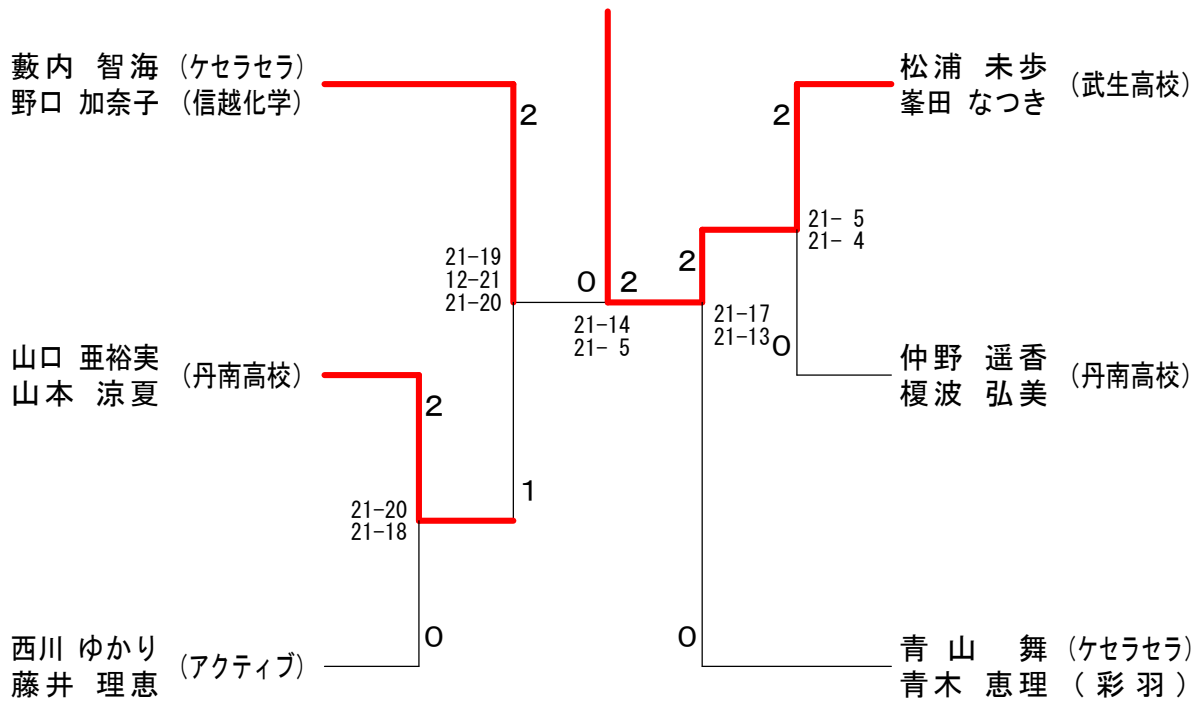 藪内 智海 (ケセラセラ)
野口 加奈子 (信越化学)
2
21-19
12-21
21-20
山口 亜裕実
山本 涼夏
(丹南高校)
2
21-20
21-18
1
西川 ゆかり
藤井 理恵
(アクティブ)
0
0
2
21-14
21- 5
松浦 未歩
峯田 なつき
(武生高校)
2
21- 5
21- 4
2
21-17
21-13
0
仲野 遥香
榎波 弘美
(丹南高校)
0
青山 舞 (ケセラセラ)
青木 恵理 (彩羽)